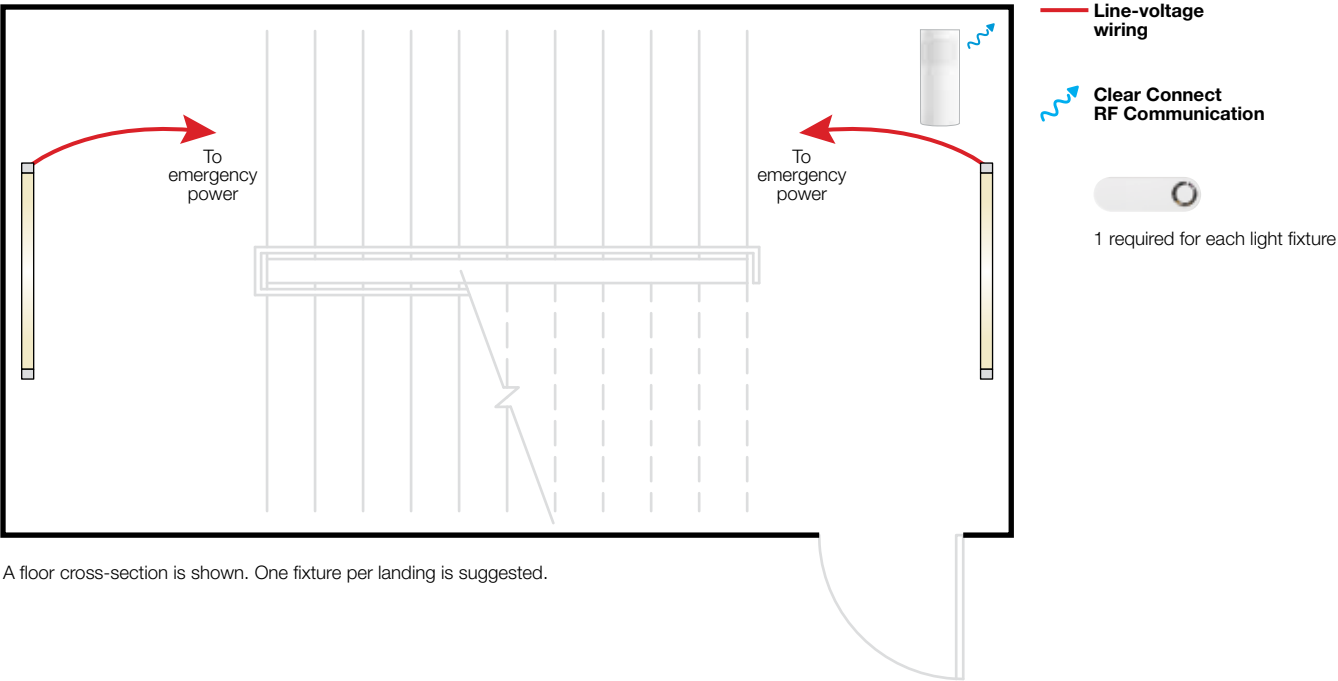 Line-voltage
wiring
Clear Connect
RF Communication
To
emergency
power
To
emergency
power
1 required for each light fixture
A floor cross-section is shown. One fixture per landing is suggested.